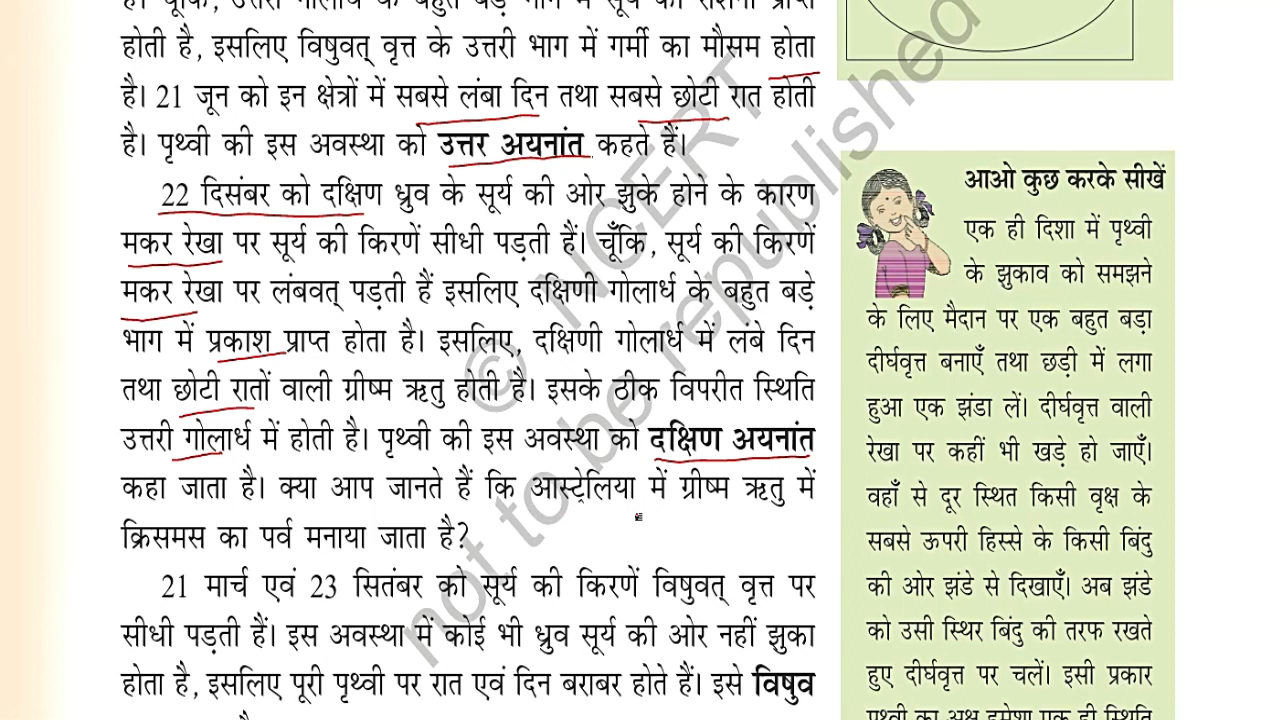 होती है, इसलिए विषुवत् वृत्त के उत्तरी भाग में गर्मी का मौसम होता
है। 21 जून को इन क्षेत्रों में सबसे लंबा दिन तथा सबसे छोटी रात होती
है। पृथ्वी की इस अवस्था को उत्तर अयनांत कहते हैं।
22 दिसंबर को दक्षिण ध्रुव के सूर्य की ओर झुके होने के कारण
मकर रेखा पर सूर्य की किरणें सीधी पड़ती हैं। चूँकि, सूर्य की किरणें
मकर रेखा पर लंबवत् पड़ती हैं इसलिए दक्षिणी गोलार्ध के बहुत बड़े
भाग में प्रकाश प्राप्त होता है। इसलिए, दक्षिणी गोलार्ध में लंबे दिन
तथा छोटी रातों वाली ग्रीष्म ऋतु होती है। इसके ठीक विपरीत स्थिति
उत्तरी गोलार्ध में होती है। पृथ्वी की इस अवस्था को दक्षिण अयनांत
कहा जाता है। क्या आप जानते हैं कि आस्ट्रेलिया में ग्रीष्म ऋतु में
क्रिसमस का पर्व मनाया जाता है?
21 मार्च एवं 23 सितंबर को सूर्य की किरणें विषुवत् वृत्त पर
सीधी पड़ती हैं। इस अवस्था में कोई भी ध्रुव सूर्य की ओर नहीं झुका
होता है, इसलिए पूरी पृथ्वी पर रात एवं दिन बराबर होते हैं। इसे विषुव
आओ कुछ करके सीखें
एक ही दिशा में पृथ्वी
के झुकाव को समझने
के लिए मैदान पर एक बहुत बड़ा
दीर्घवृत्त बनाएँ तथा छड़ी में लगा
हुआ एक झंडा लें। दीर्घवृत्त वाली
रेखा पर कहीं भी खड़े हो जाएँ।
वहाँ से दूर स्थित किसी वृक्ष के
सबसे ऊपरी हिस्से के किसी बिंदु
की ओर झंडे से दिखाएँ। अब झंडे
को उसी स्थिर बिंदु की तरफ रखते
हुए दीर्घवृत्त पर चलें। इसी प्रकार
पृथ्वी का अक्ष हमेशा एक ही स्थिति
© NCERT
not to be republished